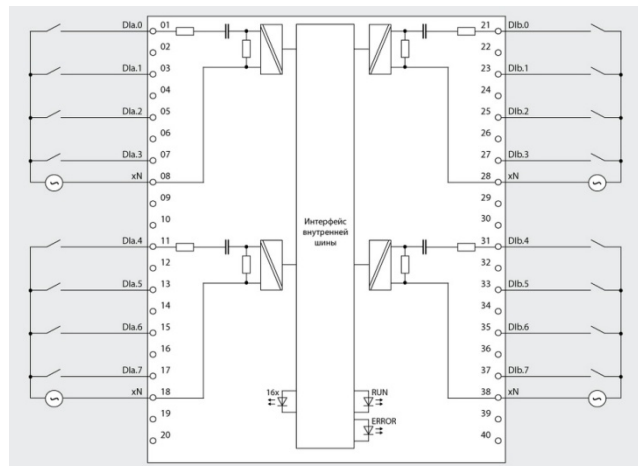 DIa.0 01 21 DIb.0
02 22
DIa.1 03 23 DIb.1
04 24
DIa.2 05 25 DIb.2
06 26
DIa.3 07 27 DIb.3
xN 08 28 xN
09 29
10 30
Интерфейс
внутренней
шины
DIa.4 11 31 DIb.4
12 32
DIa.5 13 33 DIb.5
14 34
DIa.6 15 35 DIb.6
16 36
DIa.7 17 37 DIb.7
xN 18 16x RUN 38 xN
19 39
ERROR
20 40